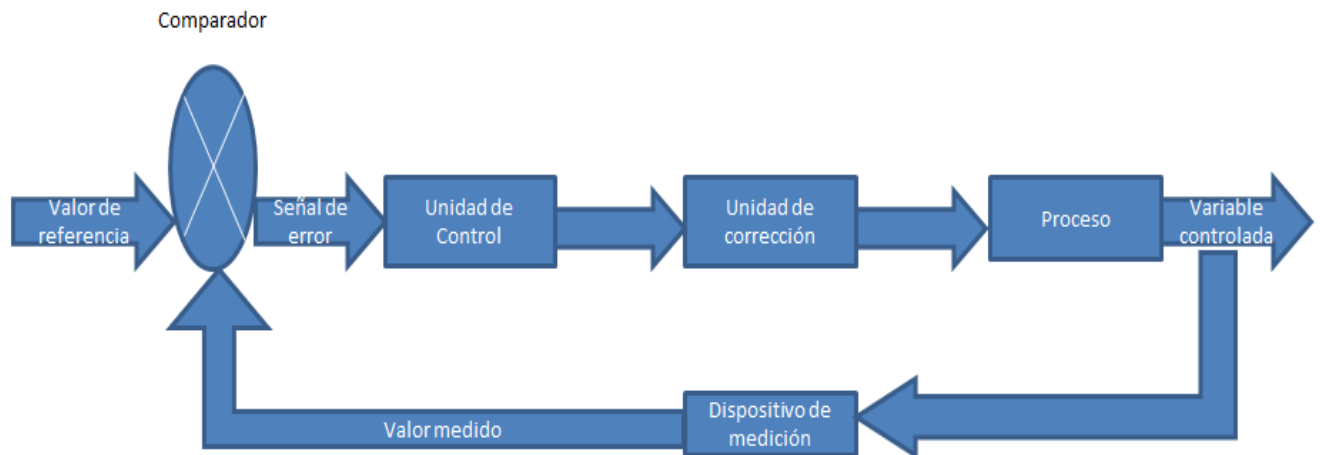 Comparador
Valor de
referencia
Señal de
error
Unidad de
Control
Unidad de
corrección
Proceso
Variable
controlada
Dispositivo de
medición
Valor medido